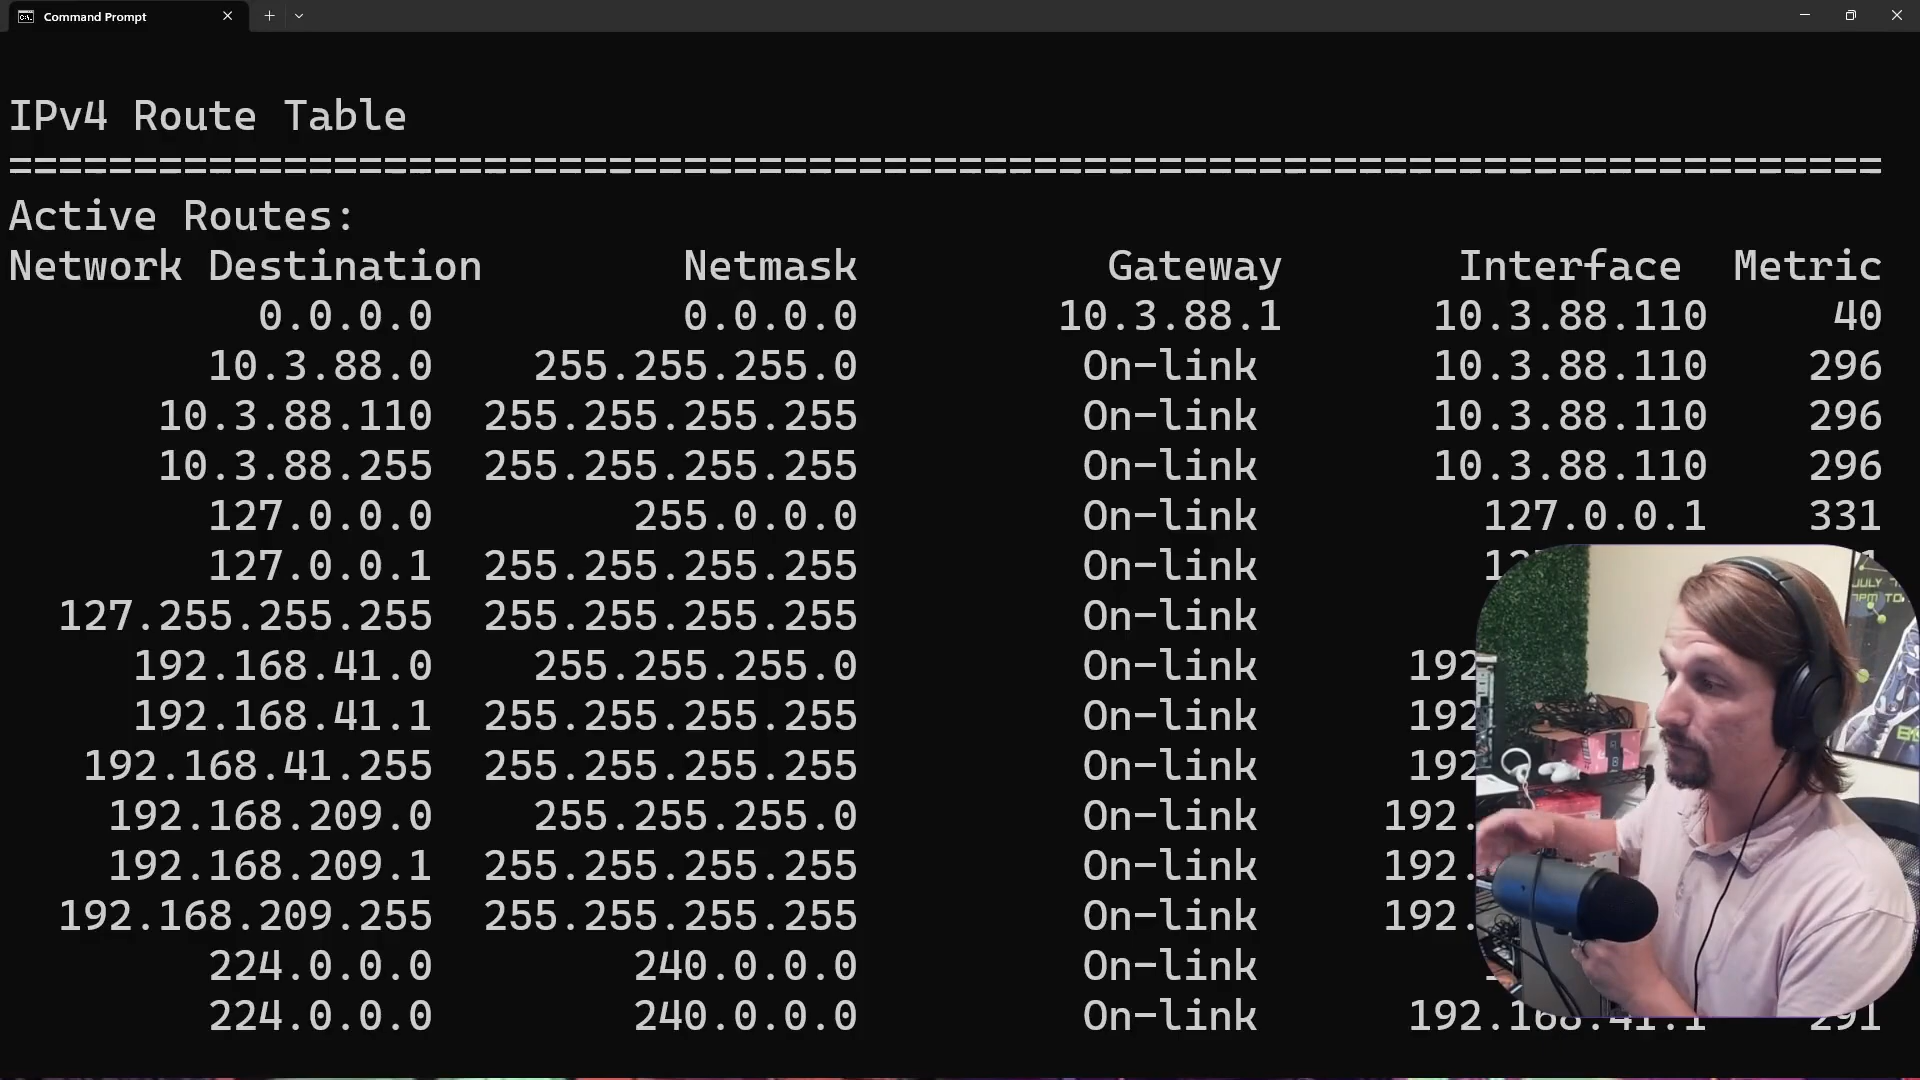 Command Prompt
IPv4 Route Table
===========================================================================
Active Routes:
Network Destination Netmask Gateway Interface Metric
0.0.0.0 0.0.0.0 10.3.88.1 10.3.88.110 40
10.3.88.0 255.255.255.0 On-link 10.3.88.110 296
10.3.88.110 255.255.255.255 On-link 10.3.88.110 296
10.3.88.255 255.255.255.255 On-link 10.3.88.110 296
127.0.0.0 255.0.0.0 On-link 127.0.0.1 331
127.0.0.1 255.255.255.255 On-link
127.255.255.255 255.255.255.255 On-link
192.168.41.0 255.255.255.0 On-link 192
192.168.41.1 255.255.255.255 On-link 192
192.168.41.255 255.255.255.255 On-link 192
192.168.209.0 255.255.255.0 On-link 192.
192.168.209.1 255.255.255.255 On-link 192.
192.168.209.255 255.255.255.255 On-link 192.
224.0.0.0 240.0.0.0 On-link
224.0.0.0 240.0.0.0 On-link 192.168.41.1 291
JULY
7PM TO